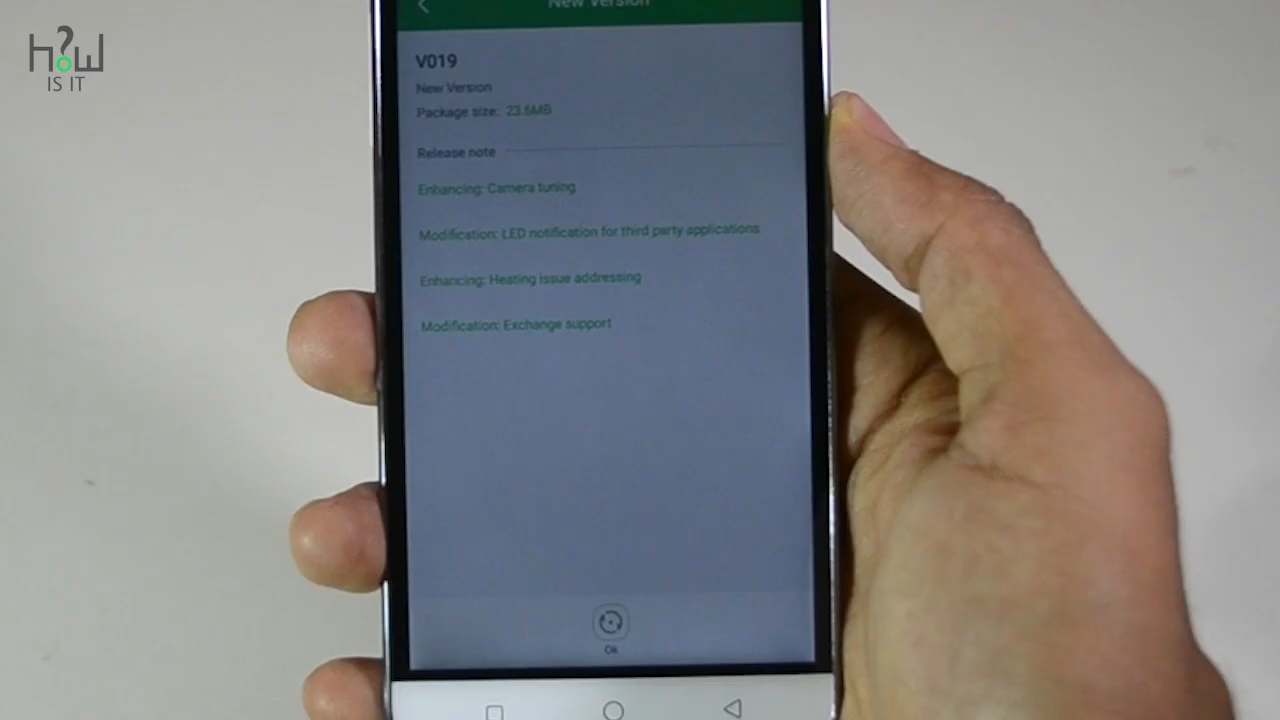 H?W
IS IT
New Version
V019
New Version
Package size: 23.6MB
Release note
Enhancing: Camera tuning
Modification: LED notification for third party applications
Enhancing: Heating issue addressing
Modification: Exchange support
Ok